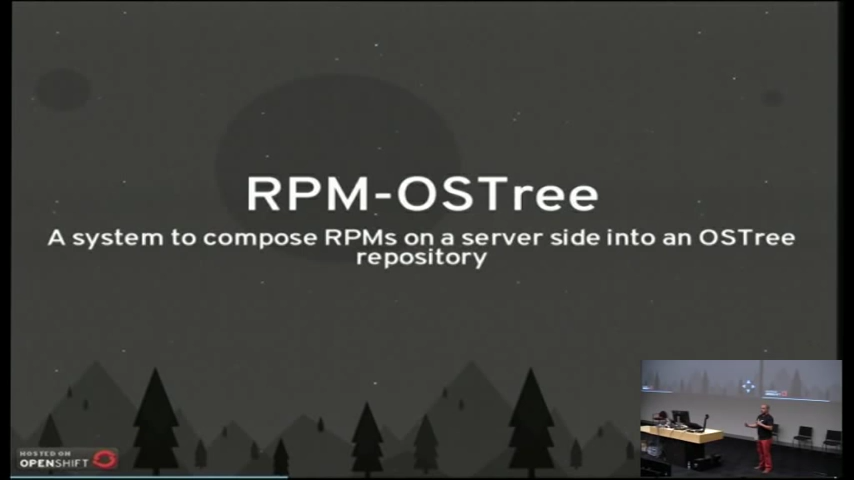 RPM-OSTree
A system to compose RPMs on a server side into an OSTree
repository
HOSTED ON
OPENSHIFT